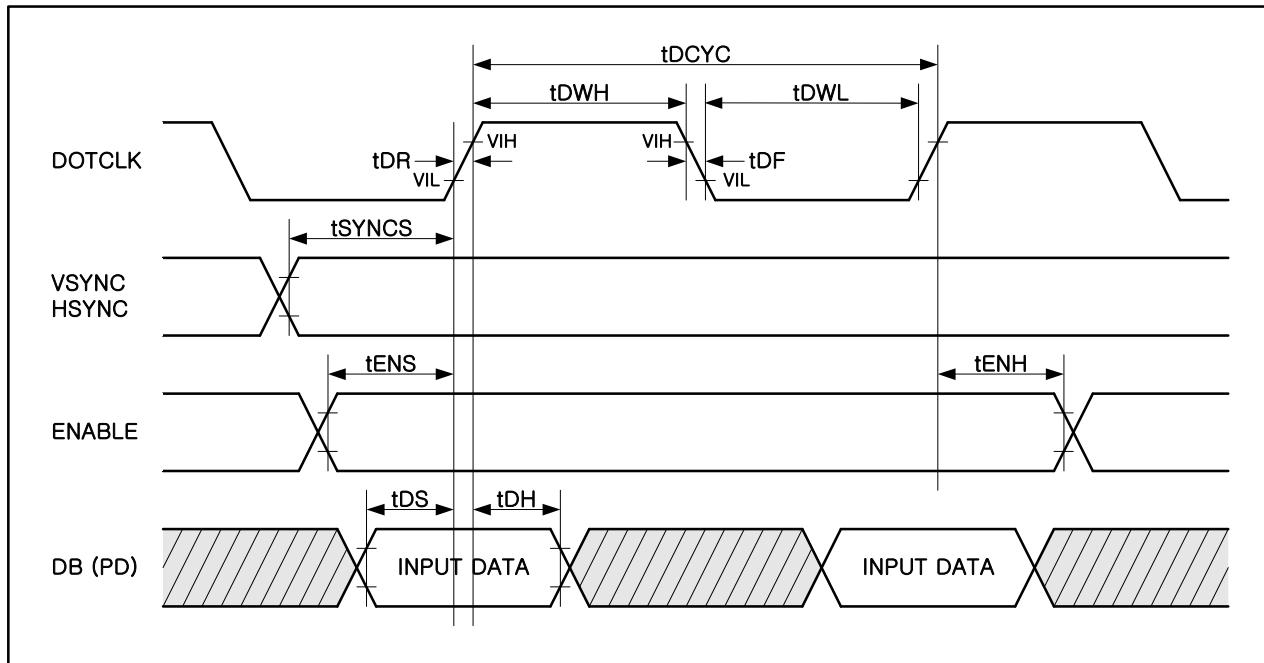 tDCYC
tDWH
tDWL
DOTCLK
VIH
VIH
tDR
tDF
VIL
VIL
tSYNCS
VSYNC
HSYNC
tENS
tENH
ENABLE
tDS
tDH
DB (PD)
INPUT DATA
INPUT DATA